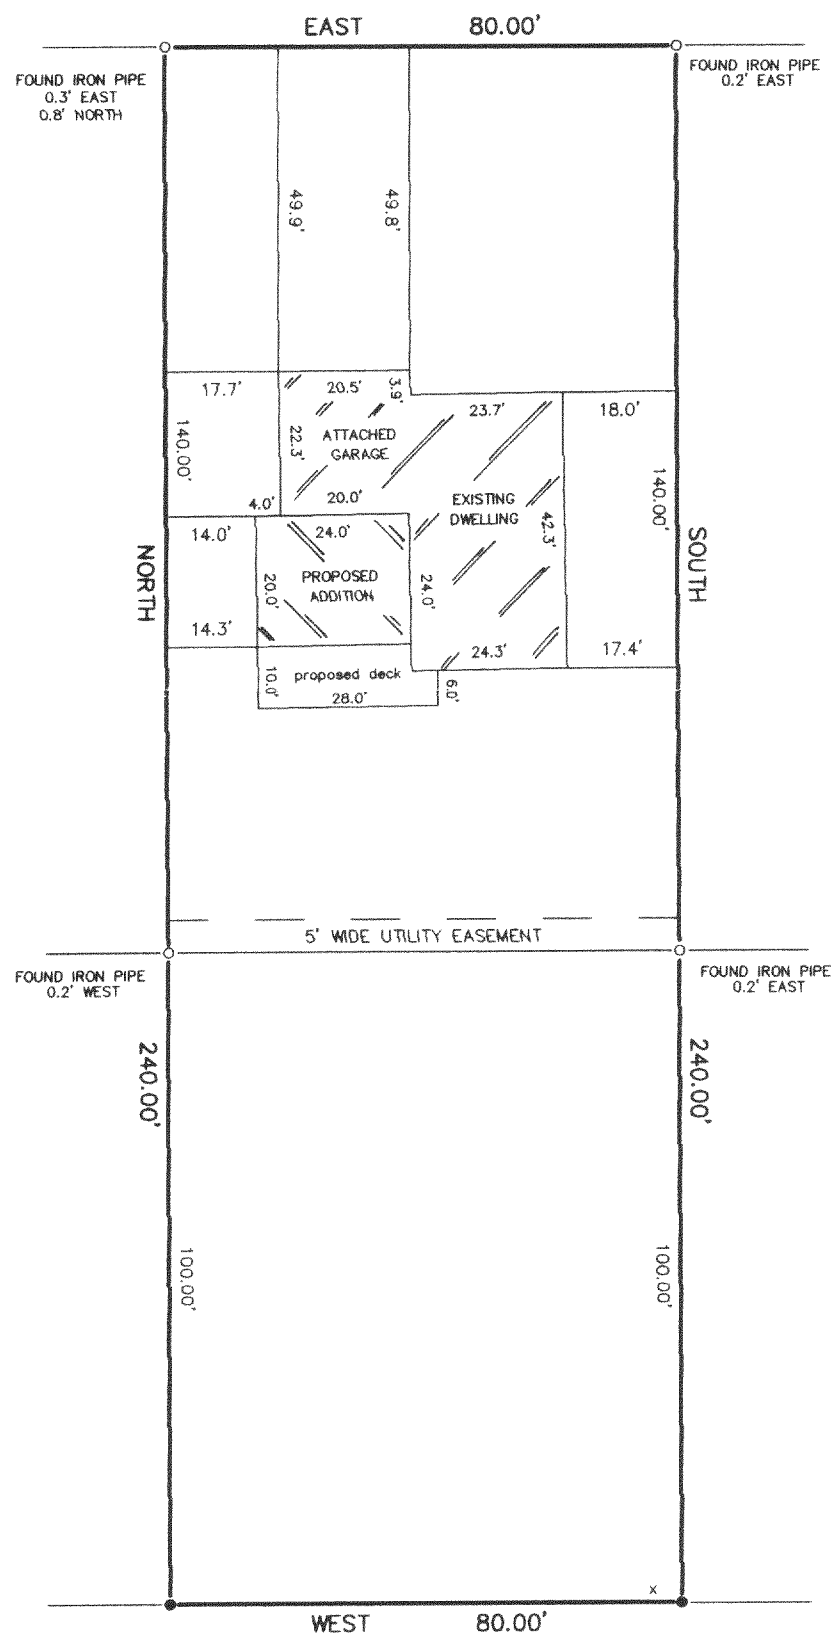 EAST 80.00'
FOUND IRON PIPE
0.3' EAST
0.8' NORTH
FOUND IRON PIPE
0.2' EAST
49.9'
49.8'
17.7'
20.5'
3.9'
23.7'
18.0'
140.00'
22.3'
ATTACHED
GARAGE
20.0'
4.0'
EXISTING
DWELLING
42.3'
140.00'
14.0'
24.0'
NORTH
20.0'
PROPOSED
ADDITION
24.0'
SOUTH
14.3'
24.3'
17.4'
10.0'
proposed deck
28.0'
6.0'
5' WIDE UTILITY EASEMENT
FOUND IRON PIPE
0.2' WEST
FOUND IRON PIPE
0.2' EAST
240.00'
240.00'
100.00'
100.00'
x
WEST 80.00'